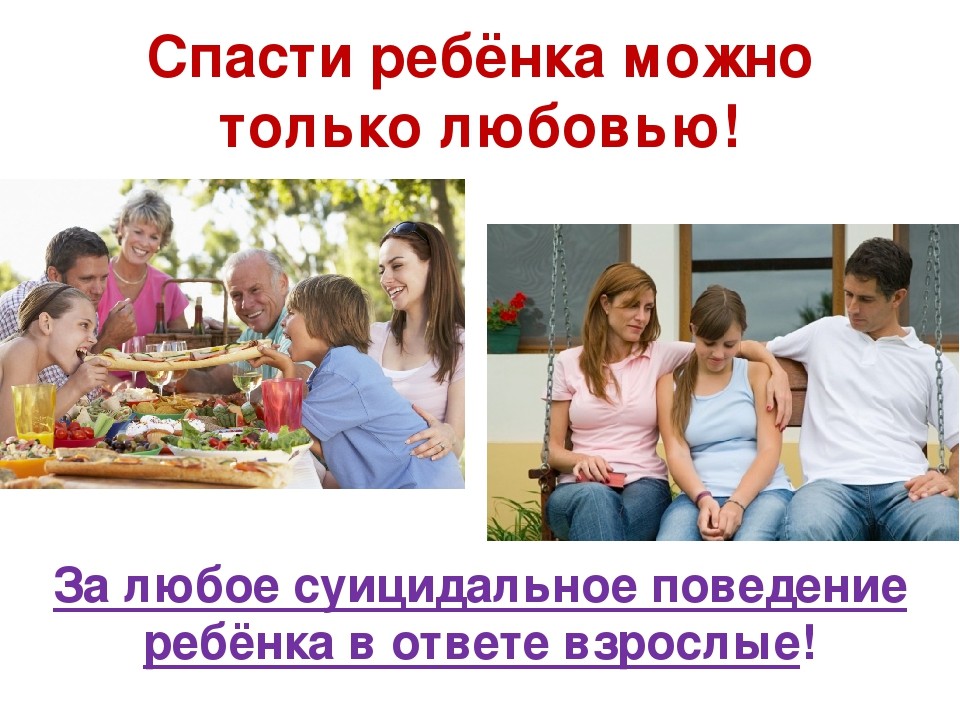 Спасти ребёнка можно
только любовью!
За любое суицидальное поведение
ребёнка в ответе взрослые!